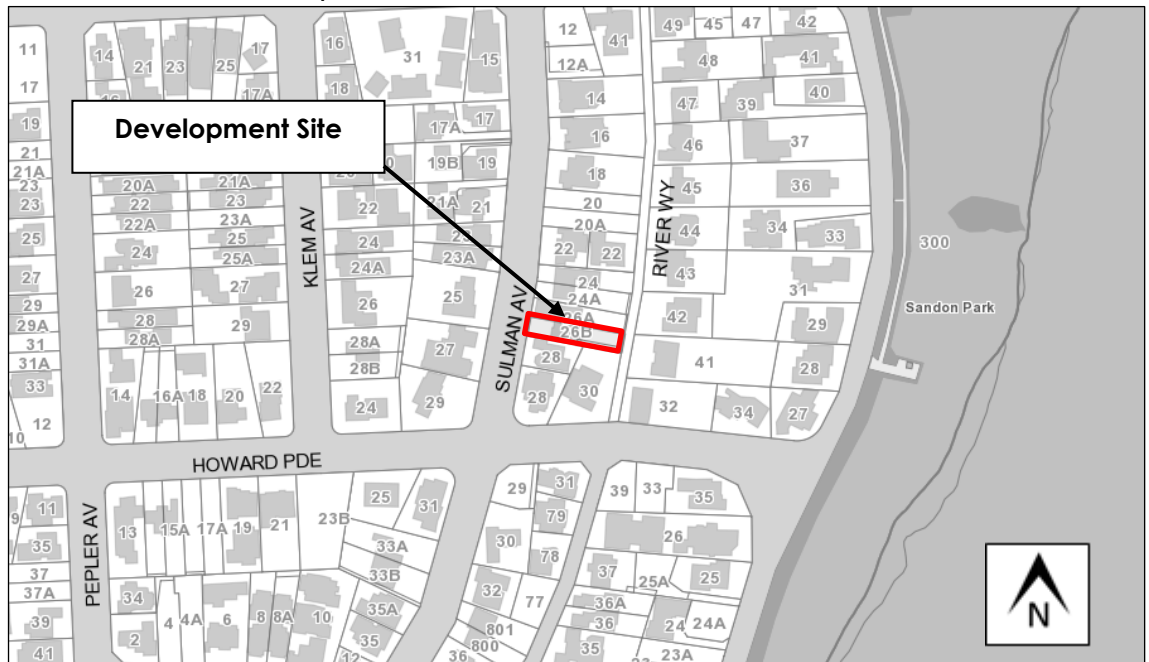 Development Site
KLEM AV
SULMAN AV
RIVER WY
HOWARD PDE
PEPLER AV
Sandon Park
300
N
11
17
19
21
21A
23
23
25
27
29
29A
31
31A
33
12
10
14
21
23
25
17
17A
20A
21A
22
23
22A
23A
24
25
25A
26
27
28
28A
29
14
16A
18
20
22
16
31
15
18
17A
17
19B
19
22
21A
21
24
24A
23A
26
25
28A
28B
27
24
29
12
41
12A
14
16
18
20
20A
22
22
24
24A
26A
26B
28
28
30
49
45
47
42
48
41
47
39
40
46
37
45
36
44
34
33
43
31
42
29
41
28
32
34
27
9
11
35
37
37A
39
41
13
15A
17A
19
21
23B
25
31
33A
33B
34
2
4
4A
6
8
8A
10
35A
35
12
29
31
79
30
78
32
77
801
800
36
39
33
35
26
37
25A
25
36A
36
24
24A
35
23A